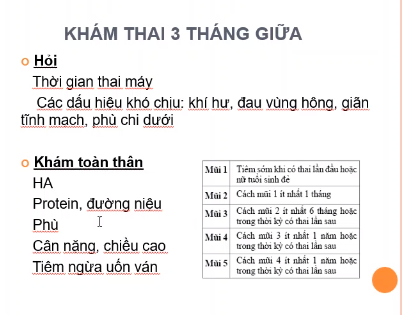 KHÁM THAI 3 THÁNG GIỮA
Hỏi
Thời gian thai máy
Các dấu hiệu khó chịu: khí hư, đau vùng hông, giãn
tĩnh mạch, phù chi dưới
Khám toàn thân
HA
Protein, đường niệu
Phù
Cân nặng, chiều cao
Tiêm ngừa uốn ván
Mũi 1 Tiêm sớm khi có thai lần đầu hoặc
nữ tuổi sinh đẻ
Mũi 2 Cách mũi 1 ít nhất 1 tháng
Mũi 3 Cách mũi 2 ít nhất 6 tháng hoặc
trong thời kỳ có thai lần sau
Mũi 4 Cách mũi 3 ít nhất 1 năm hoặc
trong thời kỳ có thai lần sau
Mũi 5 Cách mũi 4 ít nhất 1 năm hoặc
trong thời kỳ có thai lần sau